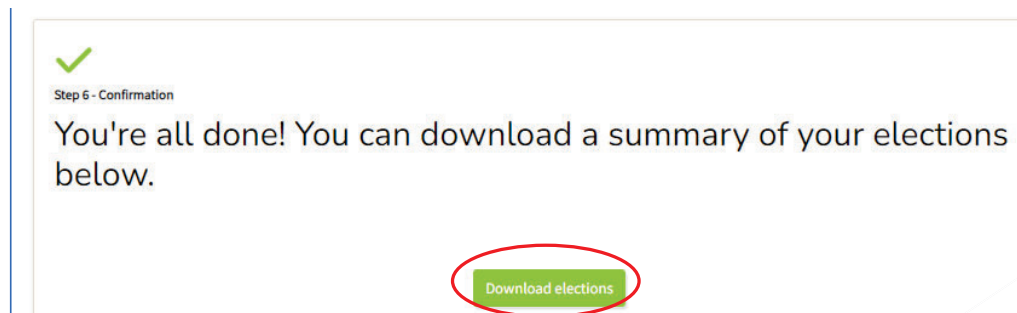 Step 6 - Confirmation
You're all done! You can download a summary of your elections
below.
Download elections